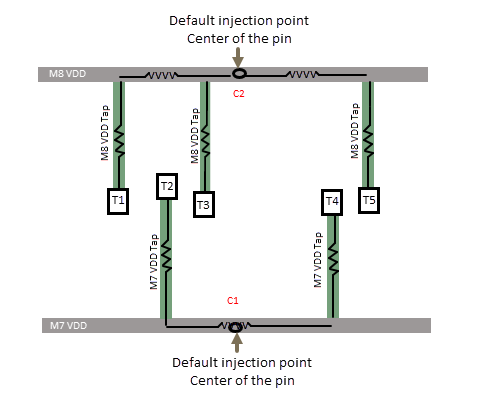 Default injection point
Center of the pin
M8 VDD
C2
M8 VDD Tap
M8 VDD Tap
M8 VDD Tap
T1
T2
T3
T4
T5
M7 VDD Tap
M7 VDD Tap
C1
M7 VDD
Default injection point
Center of the pin